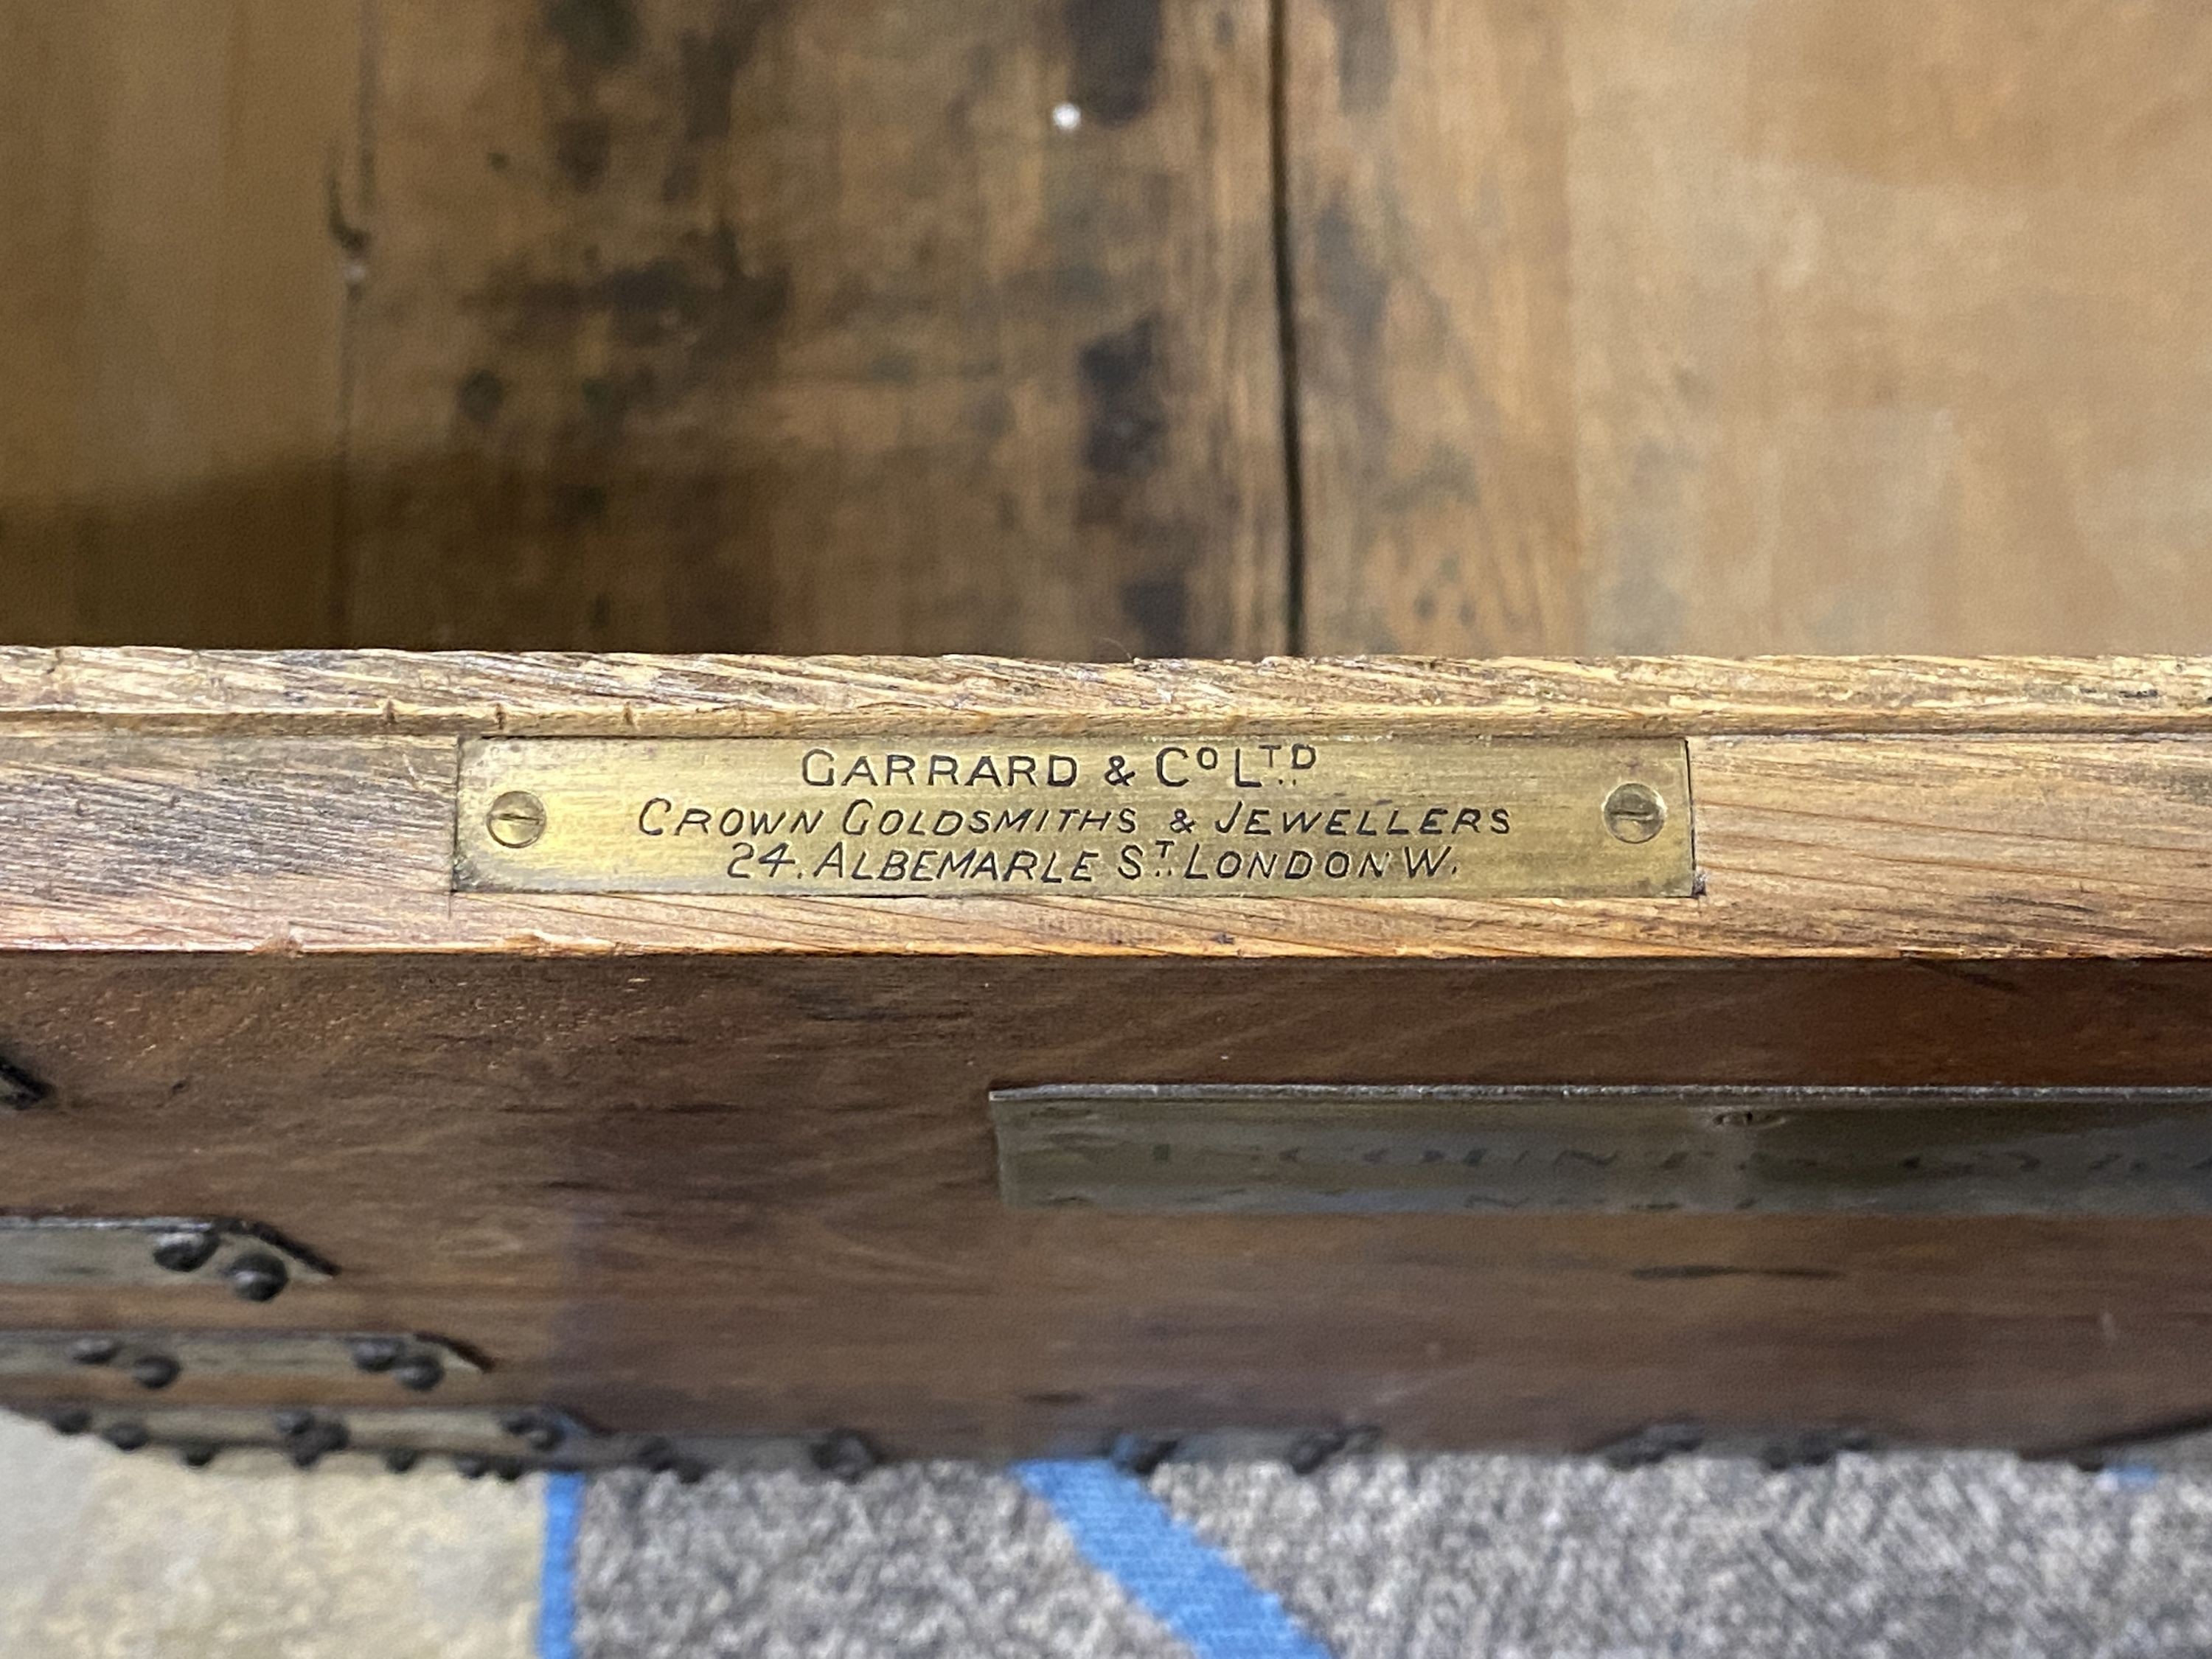 GARRARD & Co LTD.
CROWN GOLDSMITHS & JEWELLERS
24. ALBEMARLE ST. LONDON W.